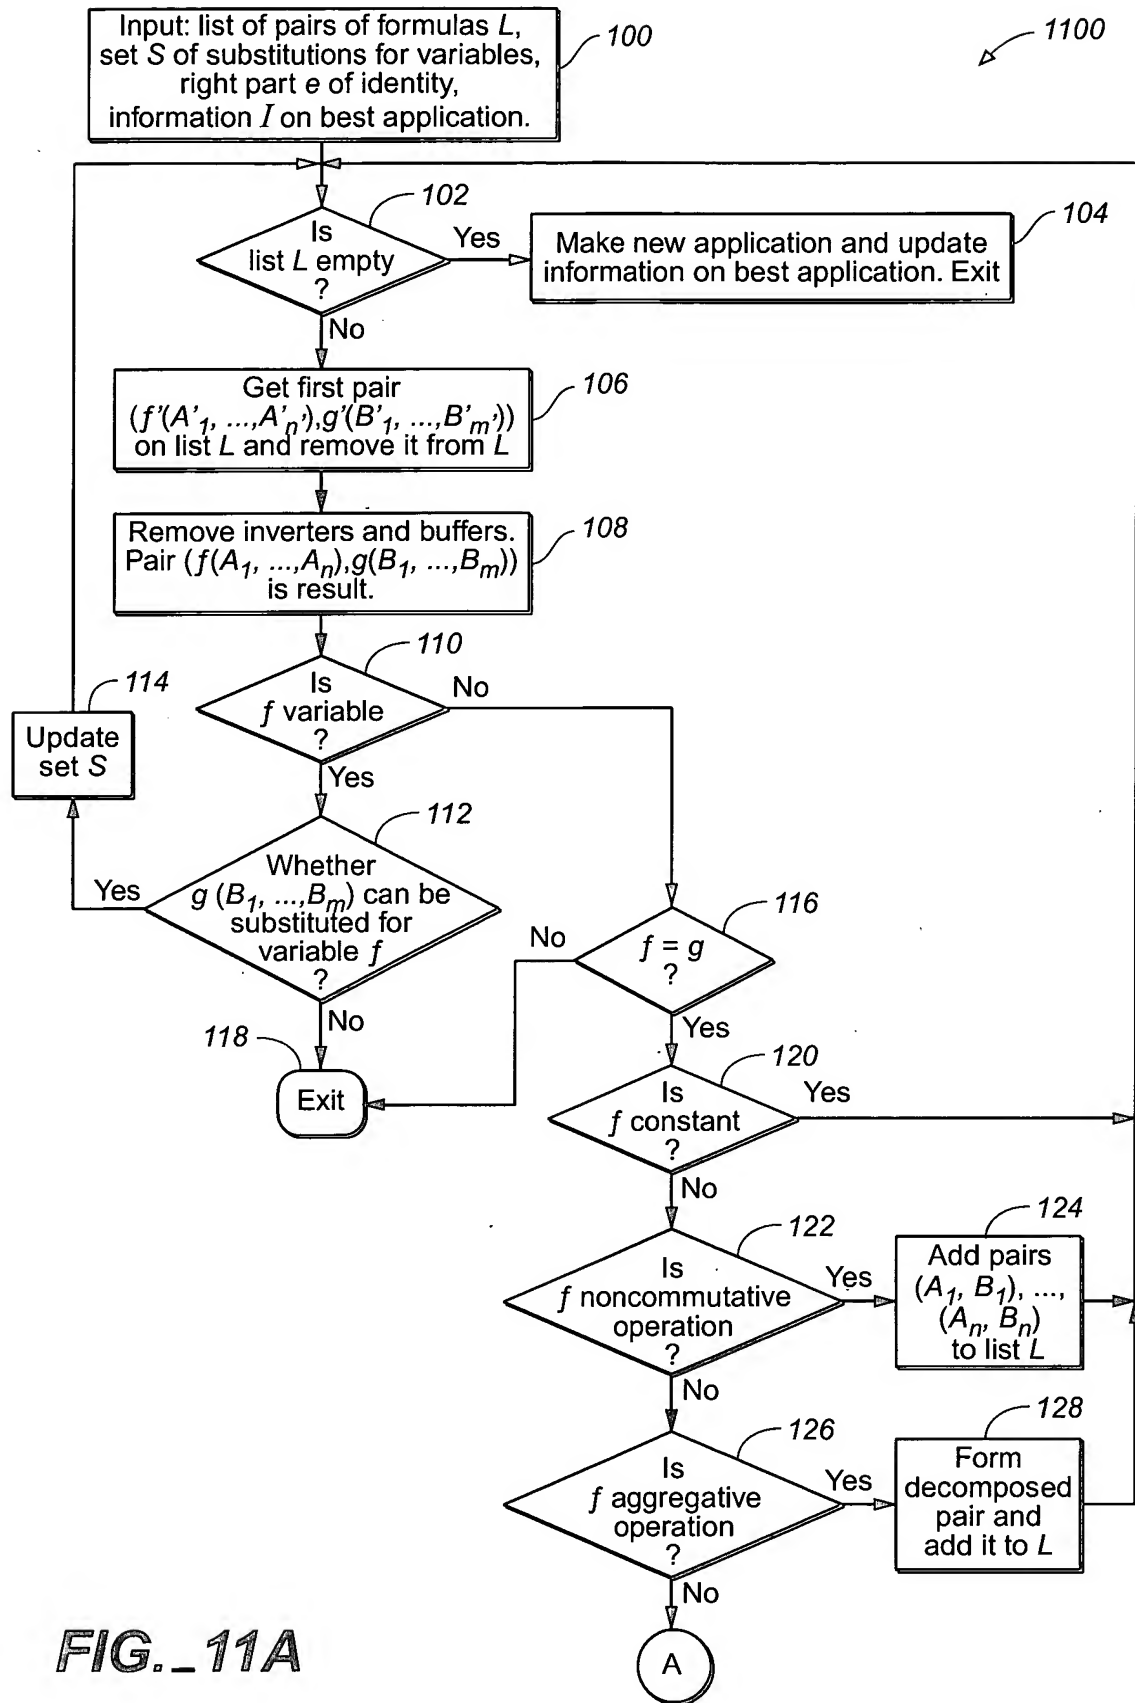 Input: list of pairs of formulas L,
set S of substitutions for variables,
right part e of identity,
information I on best application.
100
1100
102
Is
list L empty
?
Yes
No
104
Make new application and update
information on best application. Exit
106
Get first pair
(f'(A'1, ...,A'n'),g'(B'1, ...,B'm'))
on list L and remove it from L
108
Remove inverters and buffers.
Pair (f(A1, ...,An),g(B1, ...,Bm))
is result.
110
Is
f variable
?
No
Yes
114
Update
set S
112
Whether
g (B1, ...,Bm) can be
substituted for
variable f
?
Yes
No
116
f = g
?
No
Yes
118
Exit
120
Is
f constant
?
Yes
No
122
Is
f noncommutative
operation
?
Yes
No
124
Add pairs
(A1, B1), ...,
(An, Bn)
to list L
126
Is
f aggregative
operation
?
Yes
No
128
Form
decomposed
pair and
add it to L
A
FIG._11A